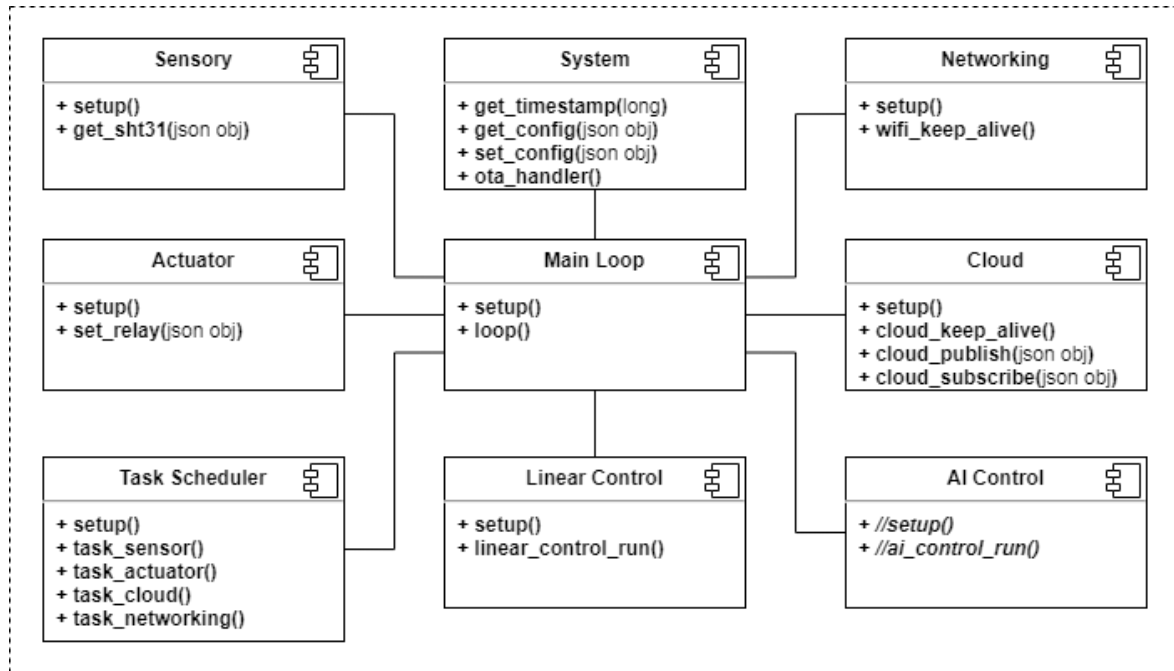 Sensory
+ setup()
+ get_sht31(json obj)
System
+ get_timestamp(long)
+ get_config(json obj)
+ set_config(json obj)
+ ota_handler()
Networking
+ setup()
+ wifi_keep_alive()
Actuator
+ setup()
+ set_relay(json obj)
Main Loop
+ setup()
+ loop()
Cloud
+ setup()
+ cloud_keep_alive()
+ cloud_publish(json obj)
+ cloud_subscribe(json obj)
Task Scheduler
+ setup()
+ task_sensor()
+ task_actuator()
+ task_cloud()
+ task_networking()
Linear Control
+ setup()
+ linear_control_run()
AI Control
+ //setup()
+ //ai_control_run()